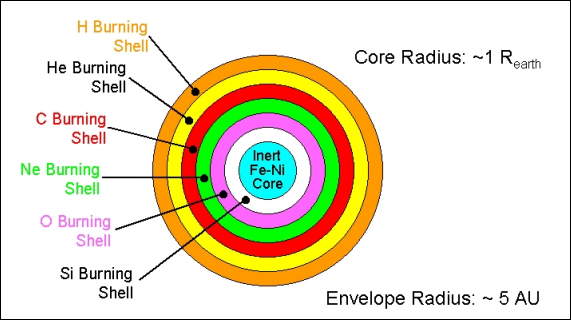 H Burning
Shell
He Burning
Shell
C Burning
Shell
Ne Burning
Shell
O Burning
Shell
Si Burning
Shell
Inert
Fe-Ni
Core
Core Radius: ~1 Rearth
Envelope Radius: ~ 5 AU